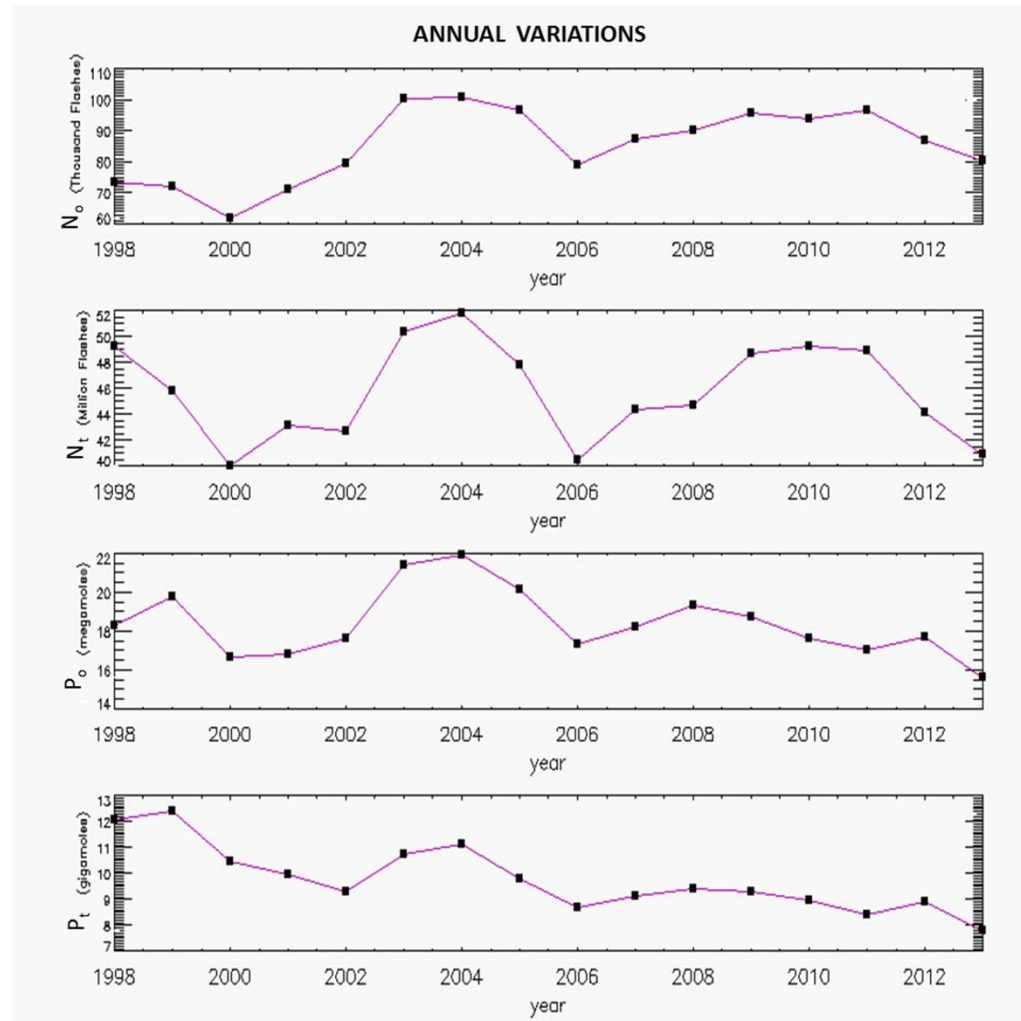 ANNUAL VARIATIONS
No (Thousand Flashes)
110
100
90
80
70
60
1998 2000 2002 2004 2006 2008 2010 2012
year
Nt (Million Flashes)
52
50
48
46
44
42
40
1998 2000 2002 2004 2006 2008 2010 2012
year
Po (megamoles)
22
20
18
16
14
1998 2000 2002 2004 2006 2008 2010 2012
year
Pt (gigamoles)
13
12
11
10
9
8
7
1998 2000 2002 2004 2006 2008 2010 2012
year